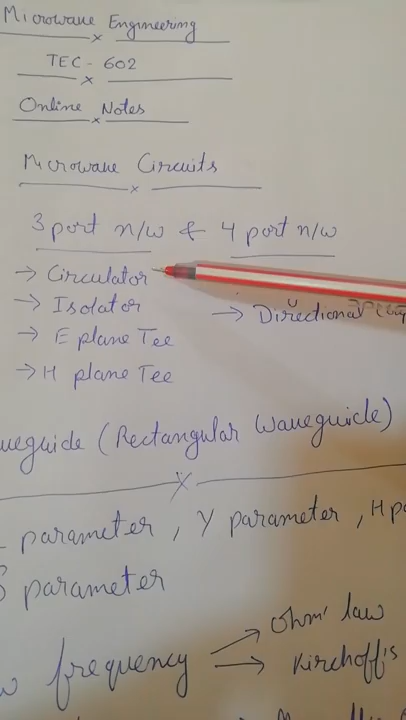 Microwave Engineering
TEC - 602
Online Notes
Microwave Circuits
3 port n/w & 4 port n/w
→ Circulator
→ Isolator
→ Directional
→ E plane Tee
→ H plane Tee
(Rectangular Waveguide)
parameter, Y parameter, H
S parameter
frequency → Ohm' law
→ Kirchoff's